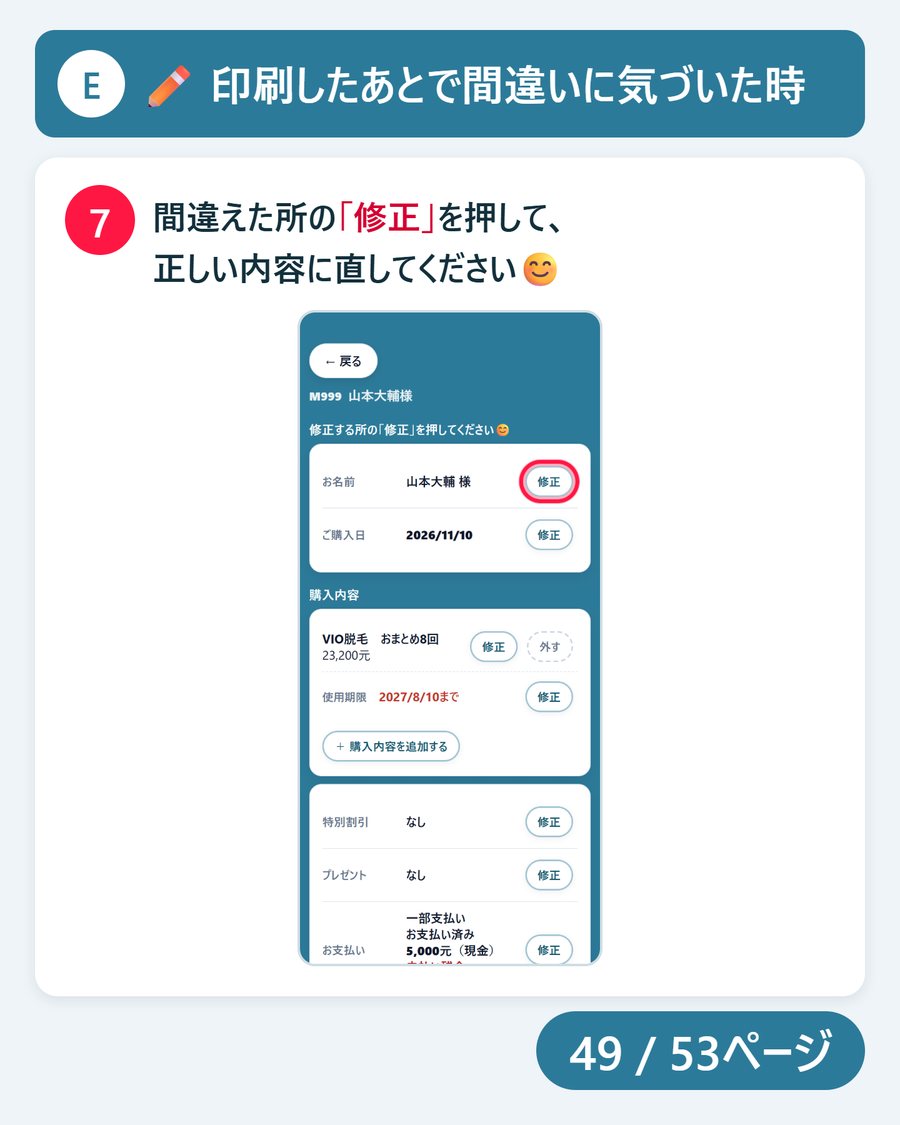 E ✏️ 印刷したあとで間違いに気づいた時
7 間違えた所の「修正」を押して、
正しい内容に直してください😊
← 戻る
M999 山本大輔様
修正する所の「修正」を押してください😊
お名前 山本大輔 様 修正
ご購入日 2026/11/10 修正
購入内容
VIO脱毛 おまとめ8回 修正 外す
23,200元
使用期限 2027/8/10まで 修正
＋ 購入内容を追加する
特別割引 なし 修正
プレゼント なし 修正
一部支払い
お支払い済み
お支払い 5,000元（現金） 修正
49 / 53ページ